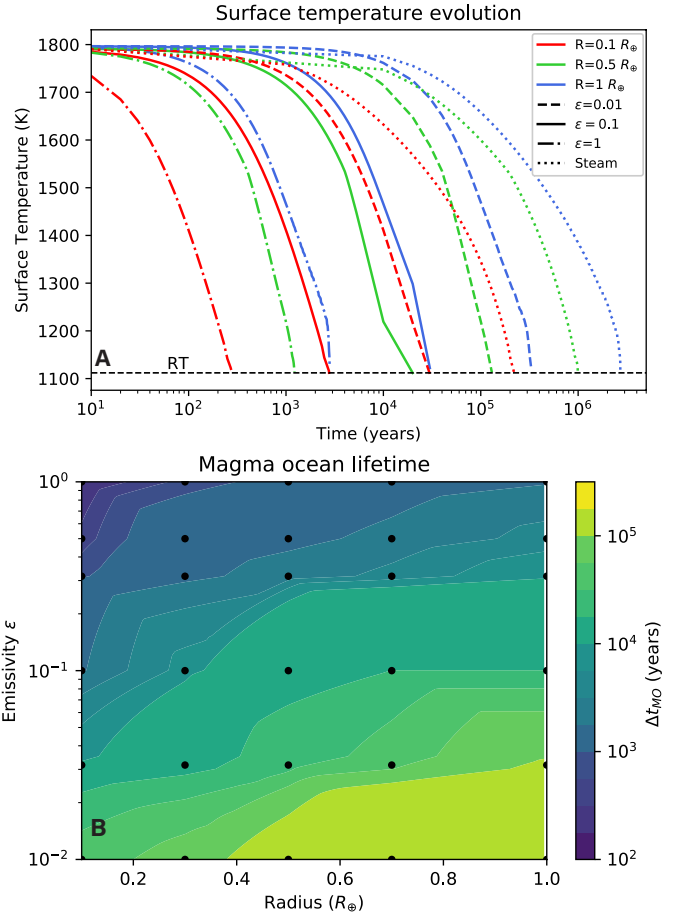 Surface temperature evolution
1800
1700
1600
1500
1400
1300
1200
1100
Surface Temperature (K)
R=0.1 R⊕
R=0.5 R⊕
R=1 R⊕
ε=0.01
ε = 0.1
ε=1
Steam
A
RT
10¹ 10² 10³ 10⁴ 10⁵ 10⁶
Time (years)
Magma ocean lifetime
10⁰
10⁻¹
10⁻²
Emissivity ε
B
0.2 0.4 0.6 0.8 1.0
Radius (R⊕)
10⁵
10⁴
10³
10²
Δt_MO (years)